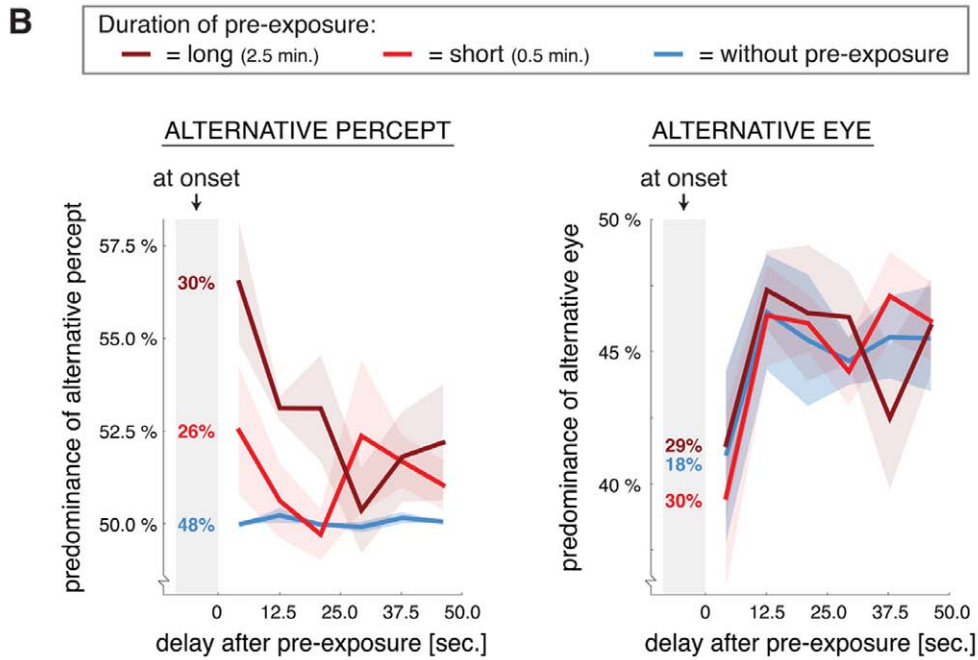 B
Duration of pre-exposure:
= long (2.5 min.) = short (0.5 min.) = without pre-exposure
ALTERNATIVE PERCEPT
at onset
predominance of alternative percept
57.5 %
55.0 %
52.5 %
50.0 %
30%
26%
48%
0 12.5 25.0 37.5 50.0
delay after pre-exposure [sec.]
ALTERNATIVE EYE
at onset
predominance of alternative eye
50 %
45 %
40 %
29%
18%
30%
0 12.5 25.0 37.5 50.0
delay after pre-exposure [sec.]